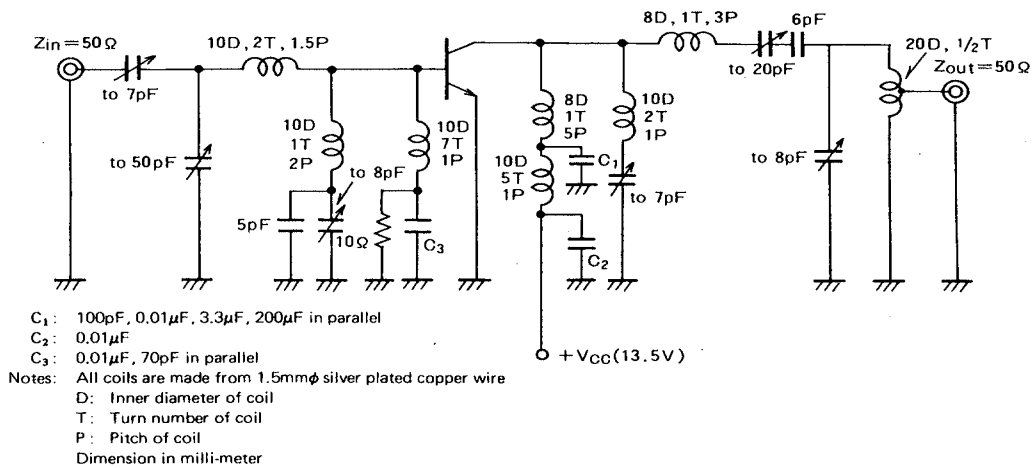 8D, 1T, 3P
6pF
Zin=50Ω
10D, 2T, 1.5P
20D, 1/2T
Zout=50Ω
to 7pF
to 20pF
8D
1T
5P
10D
2T
1P
10D
1T
2P
10D
7T
1P
to 50pF
to 8pF
10D
5T
1P
C₁
to 7pF
to 8pF
5pF
10Ω
C₃
C₂
+VCC(13.5V)
C₁: 100pF, 0.01μF, 3.3μF, 200μF in parallel
C₂: 0.01μF
C₃: 0.01μF, 70pF in parallel
Notes: All coils are made from 1.5mmφ silver plated copper wire
D: Inner diameter of coil
T: Turn number of coil
P: Pitch of coil
Dimension in milli-meter